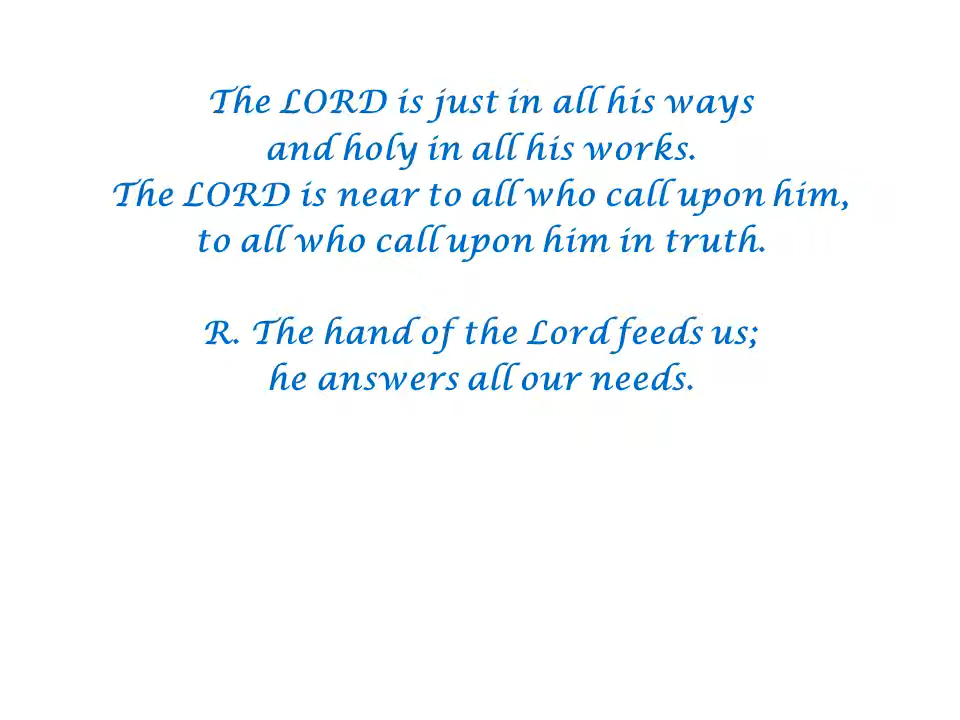 The LORD is just in all his ways
and holy in all his works.
The LORD is near to all who call upon him,
to all who call upon him in truth.
R. The hand of the Lord feeds us;
he answers all our needs.